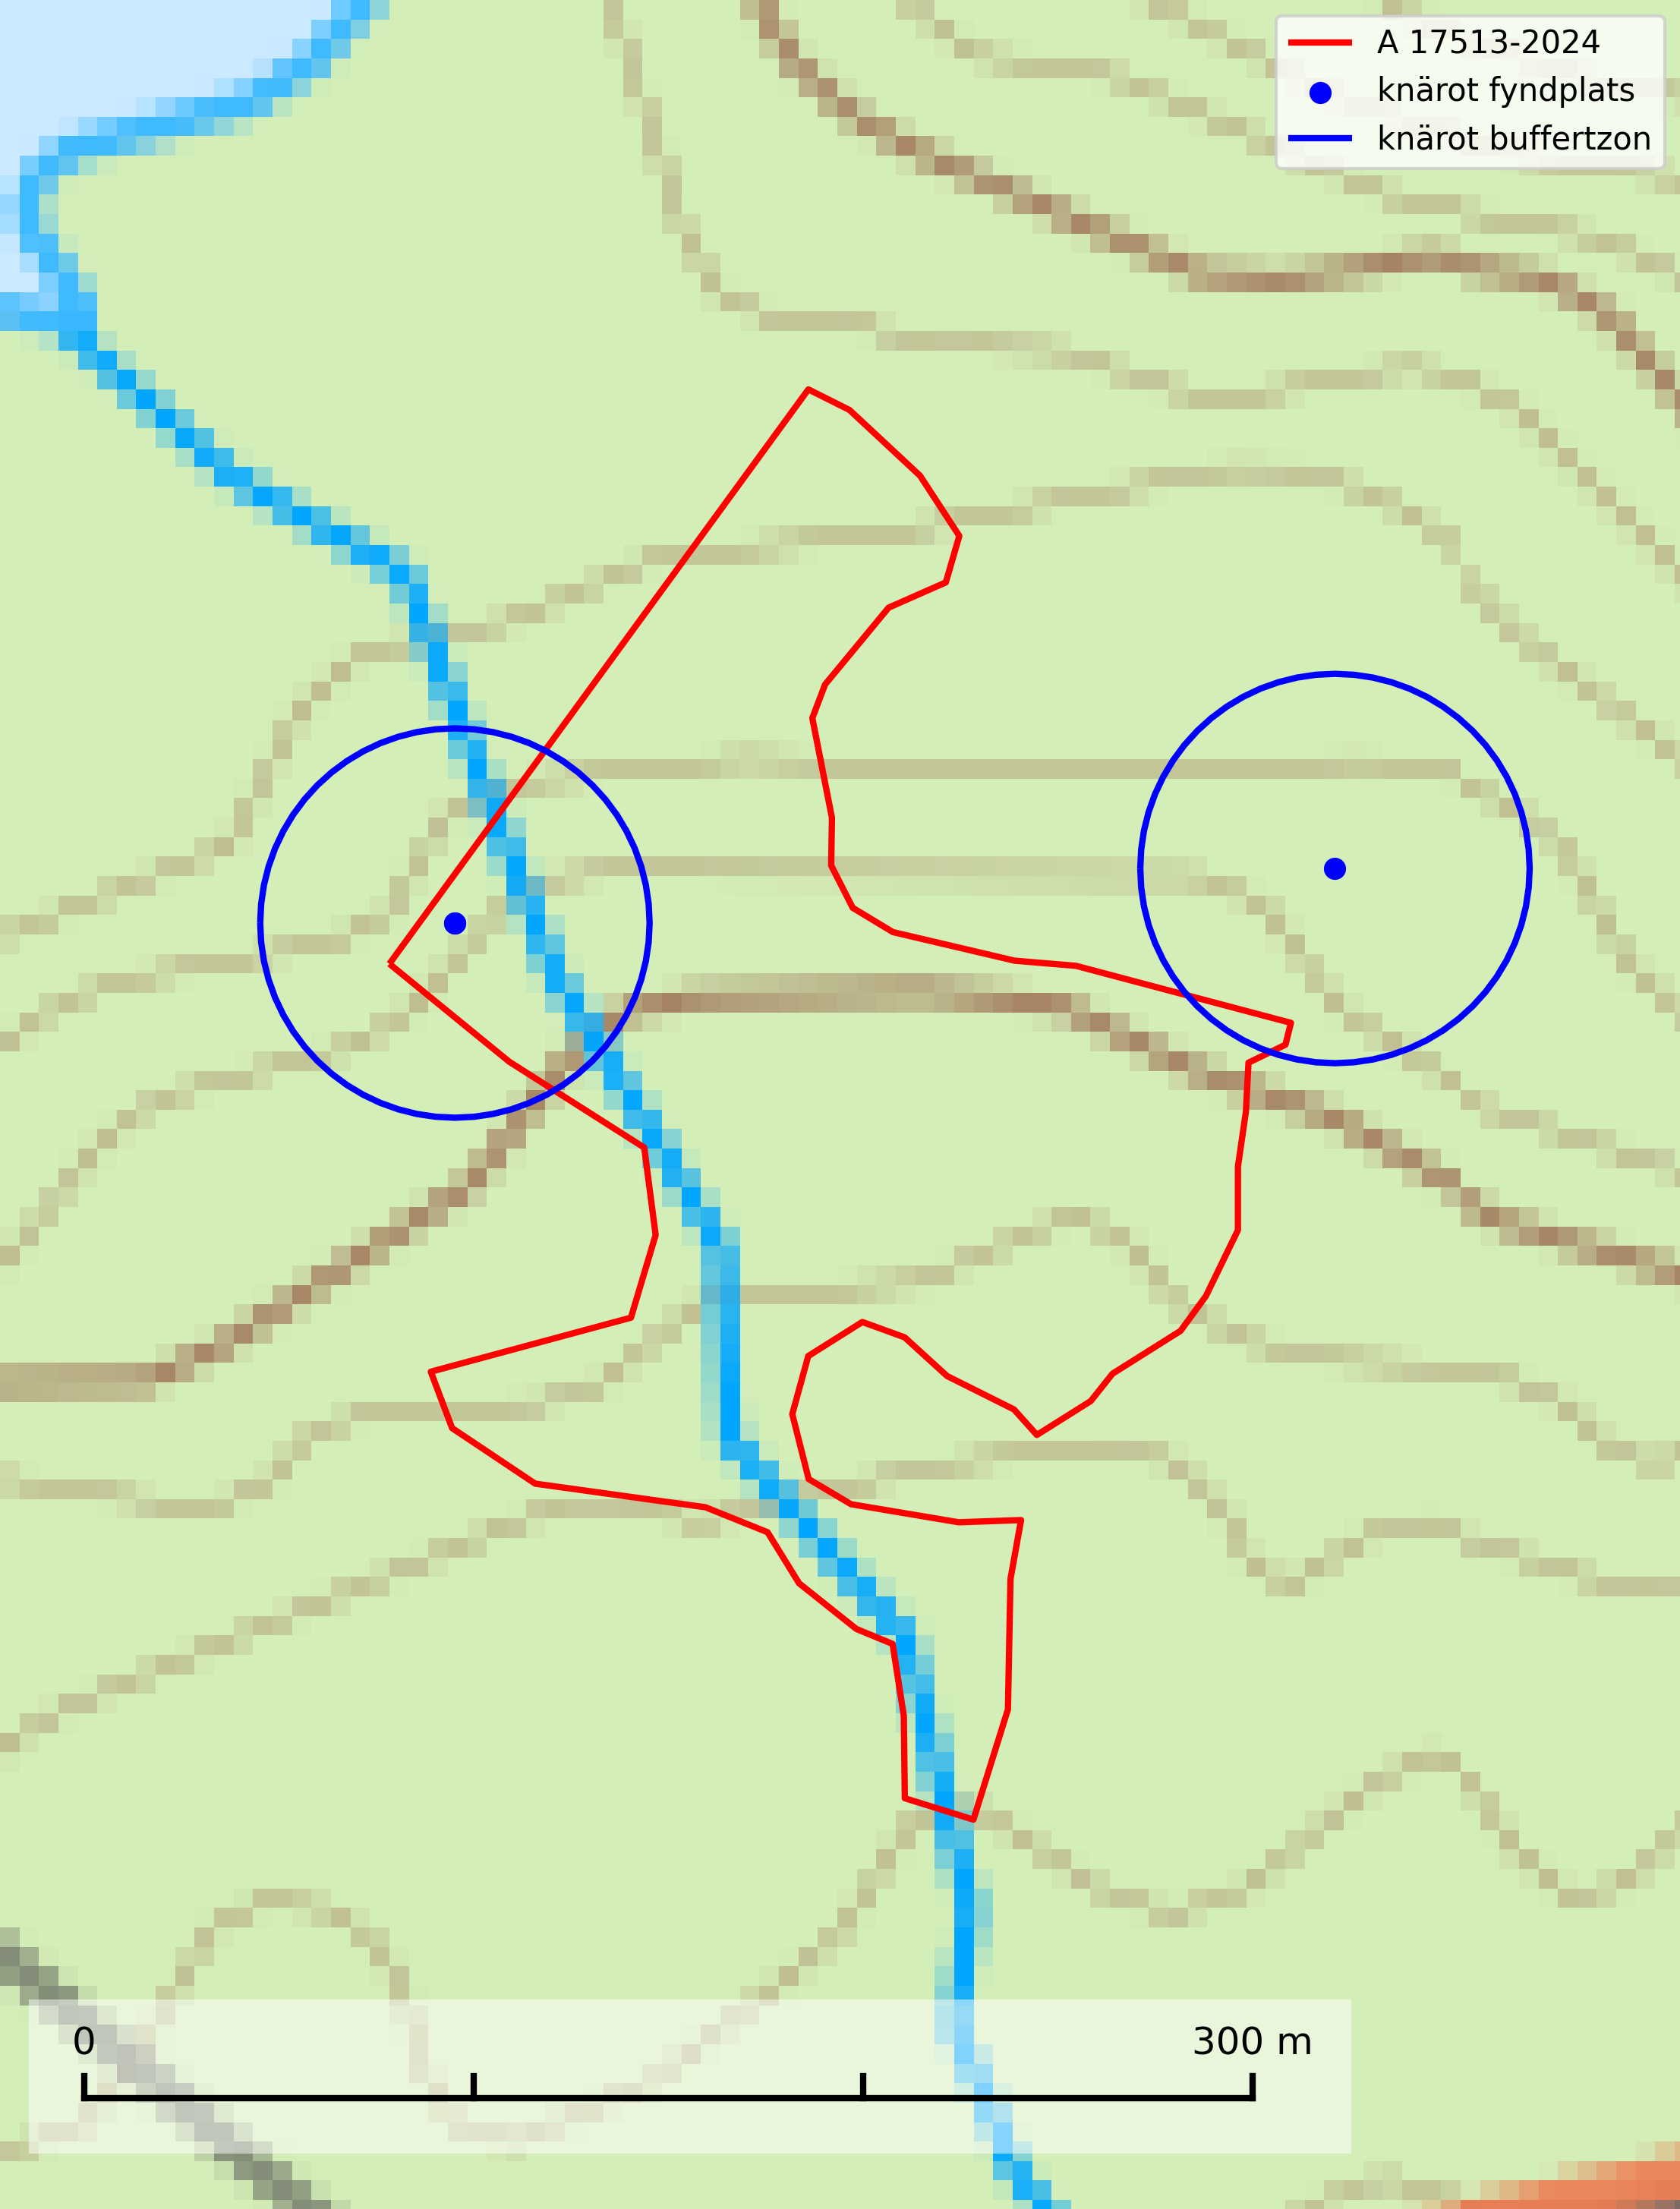 A 17513-2024
knärot fyndplats
knärot buffertzon
0
300 m